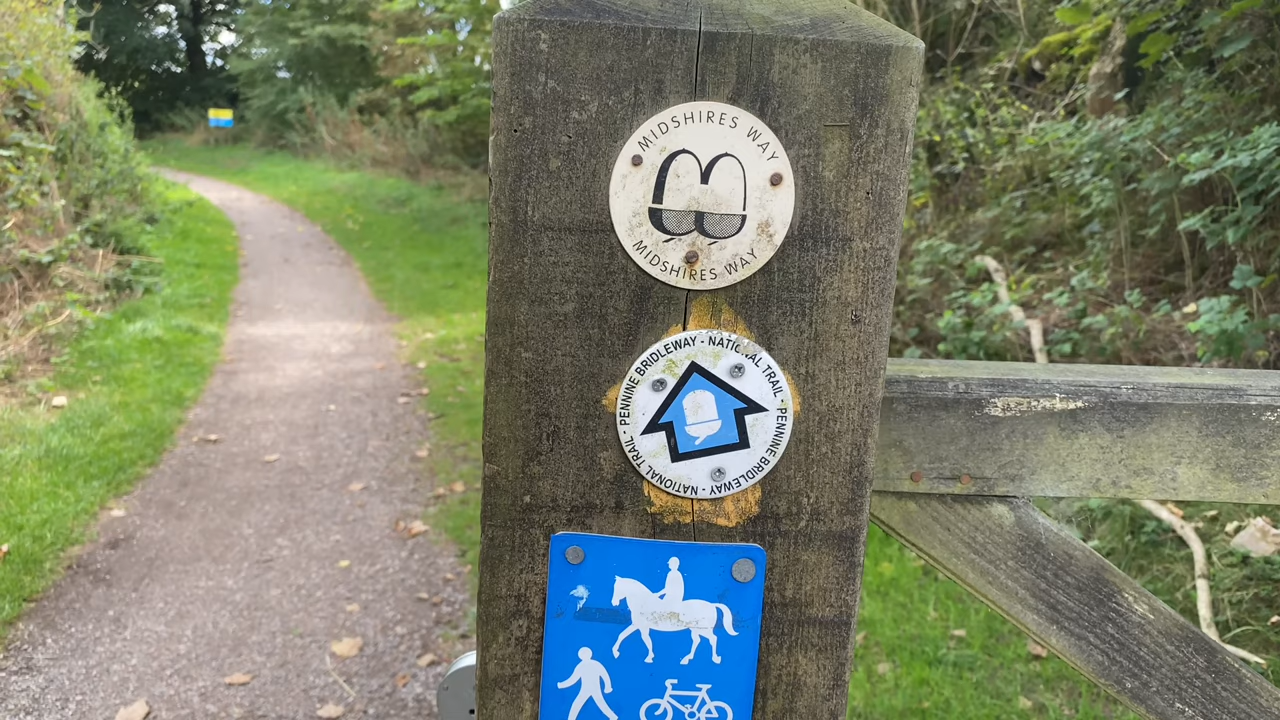 MIDSHIRES WAY
MIDSHIRES WAY
PENNINE BRIDLEWAY - NATIONAL TRAIL -
PENNINE BRIDLEWAY - NATIONAL TRAIL -